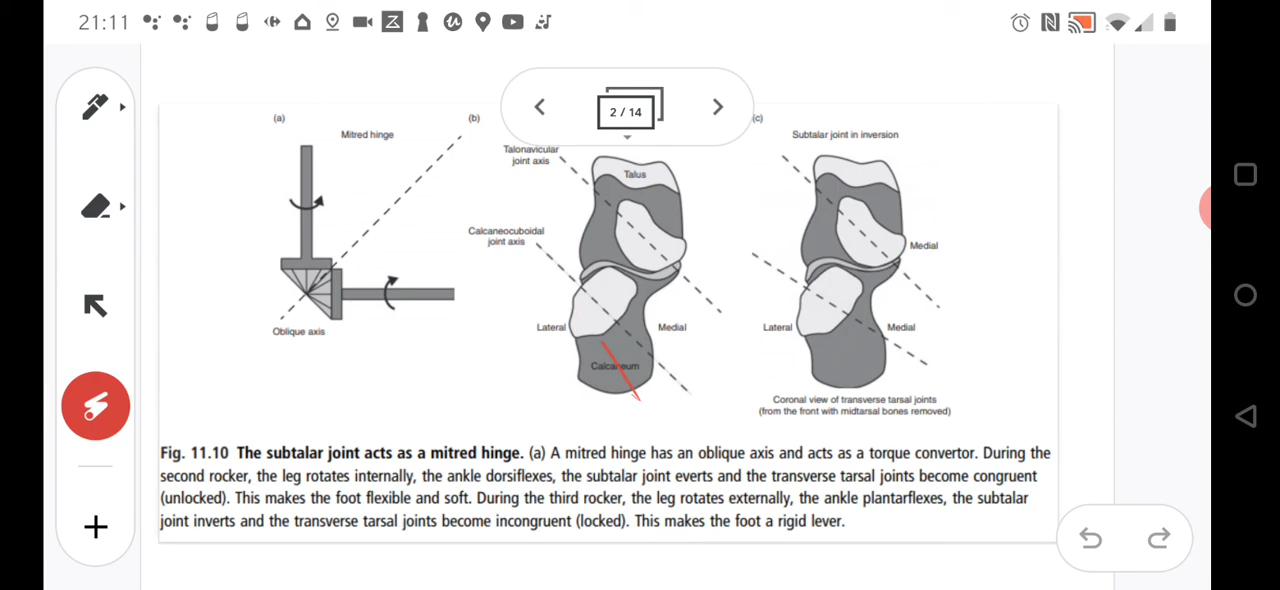 21:11
2 / 14
(a)
Mitred hinge
Oblique axis
(b)
Talonavicular
joint axis
Talus
Calcaneocuboidal
joint axis
Lateral
Medial
Calcaneum
(c)
Subtalar joint in inversion
Medial
Lateral
Medial
Coronal view of transverse tarsal joints
(from the front with midtarsal bones removed)
Fig. 11.10 The subtalar joint acts as a mitred hinge. (a) A mitred hinge has an oblique axis and acts as a torque convertor. During the
second rocker, the leg rotates internally, the ankle dorsiflexes, the subtalar joint everts and the transverse tarsal joints become congruent
(unlocked). This makes the foot flexible and soft. During the third rocker, the leg rotates externally, the ankle plantarflexes, the subtalar
joint inverts and the transverse tarsal joints become incongruent (locked). This makes the foot a rigid lever.